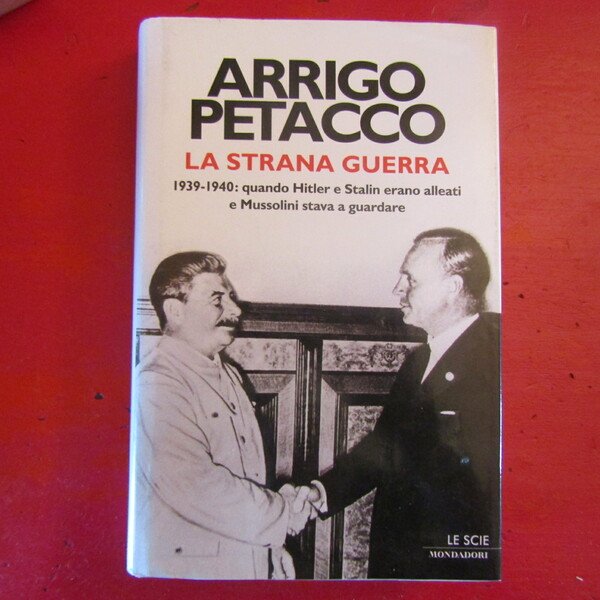 ARRIGO
PETACCO
LA STRANA GUERRA
1939-1940: quando Hitler e Stalin erano alleati
e Mussolini stava a guardare
LE SCIE
MONDADORI